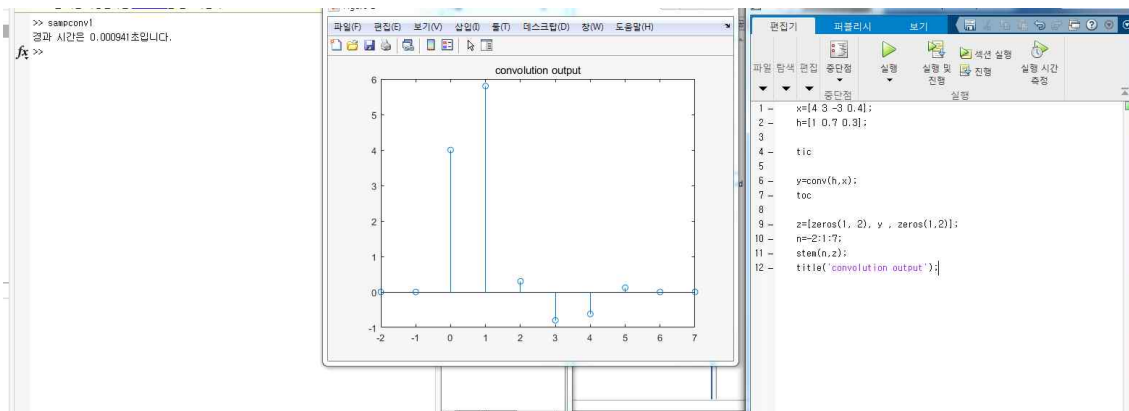 >> sampconv1
경과 시간은 0.000941초입니다.
fx >>
파일(F) 편집(E) 보기(V) 삽입(I) 툴(T) 데스크탑(D) 창(W) 도움말(H)
convolution output
6
5
4
3
2
1
0
-1
-2 -1 0 1 2 3 4 5 6 7
편집기 퍼블리시 보기
파일 탐색 편집 중단점 실행 실행 및 진행 섹션 실행 진행 실행 시간 측정
중단점 실행
1 – x=[4 3 -3 0.4];
2 – h=[1 0.7 0.3];
3
4 – tic
5
6 – y=conv(h,x);
7 – toc
8
9 – z=[zeros(1, 2), y , zeros(1,2)];
10 – n=-2:1:7;
11 – stem(n,z);
12 – title('convolution output');